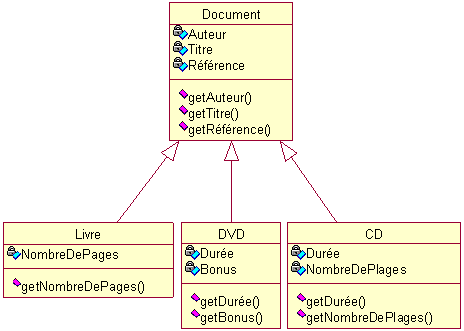 Document
Auteur
Titre
Référence
getAuteur()
getTitre()
getRéférence()
Livre
NombreDePages
getNombreDePages()
DVD
Durée
Bonus
getDurée()
getBonus()
CD
Durée
NombreDePlages
getDurée()
getNombreDePlages()